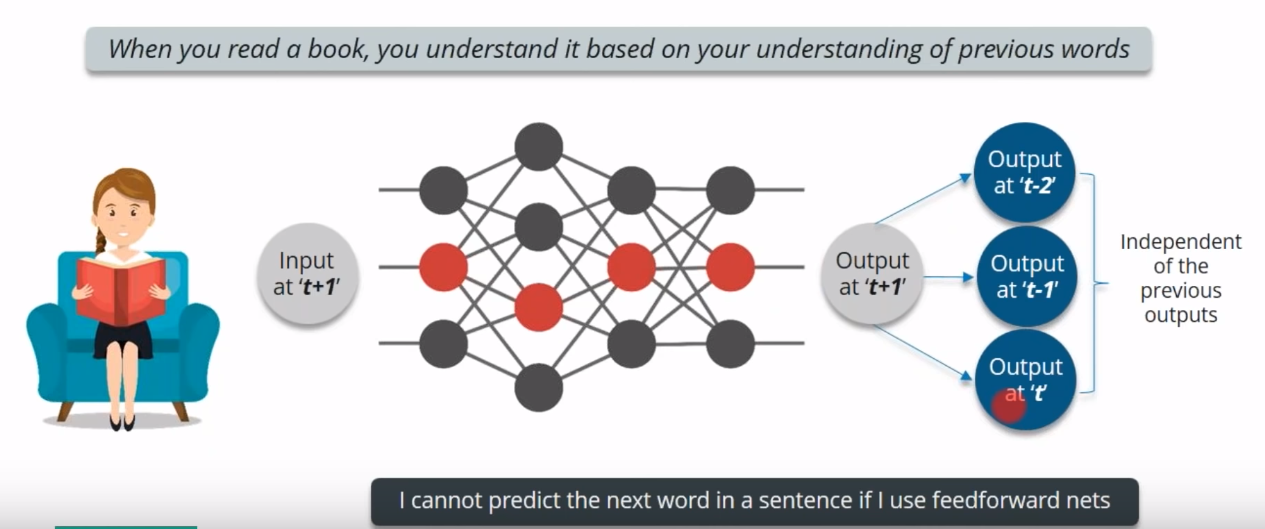 When you read a book, you understand it based on your understanding of previous words
Input
at 't+1'
Output
at 't+1'
Output
at 't-2'
Output
at 't-1'
Output
at 't'
Independent
of the
previous
outputs
I cannot predict the next word in a sentence if I use feedforward nets